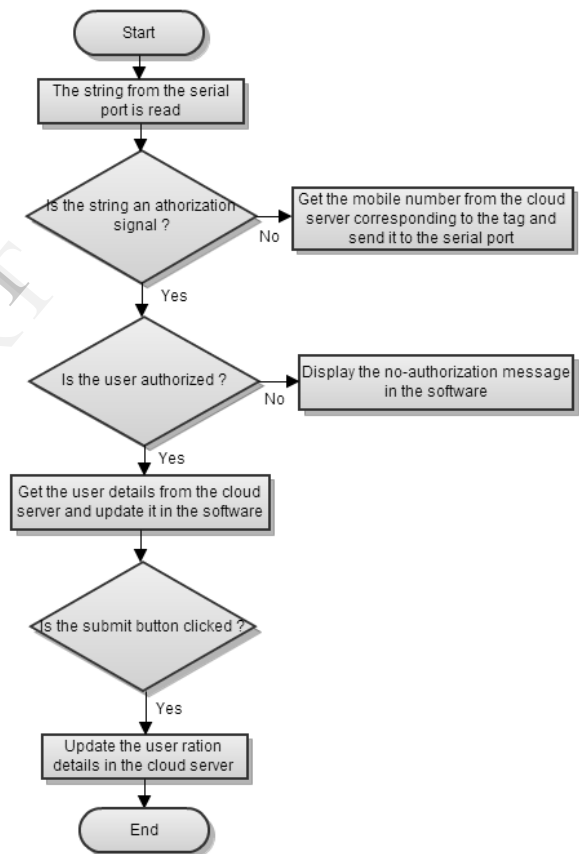 Start
The string from the serial
port is read
Is the string an athorization
signal ?
No
Get the mobile number from the cloud
server corresponding to the tag and
send it to the serial port
Yes
Is the user authorized ?
No
Display the no-authorization message
in the software
Yes
Get the user details from the cloud
server and update it in the software
Is the submit button clicked ?
Yes
Update the user ration
details in the cloud server
End